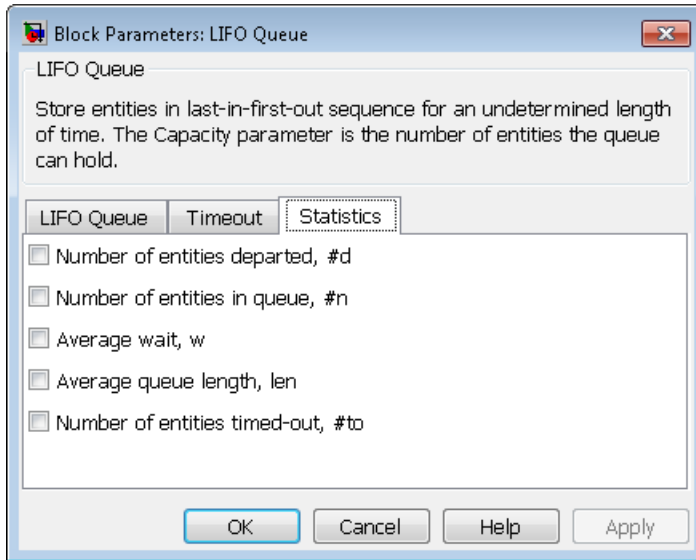 Block Parameters: LIFO Queue
LIFO Queue
Store entities in last-in-first-out sequence for an undetermined length
of time. The Capacity parameter is the number of entities the queue
can hold.
LIFO Queue Timeout Statistics
Number of entities departed, #d
Number of entities in queue, #n
Average wait, w
Average queue length, len
Number of entities timed-out, #to
OK Cancel Help Apply